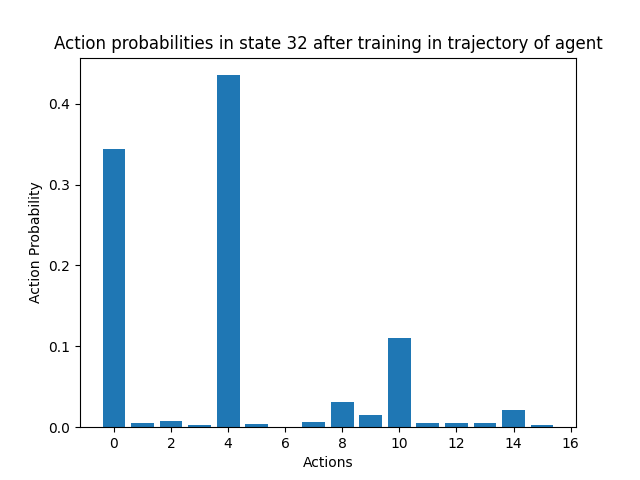 Action probabilities in state 32 after training in trajectory of agent
0.4
0.3
0.2
0.1
0.0
Action Probability
0 2 4 6 8 10 12 14 16
Actions